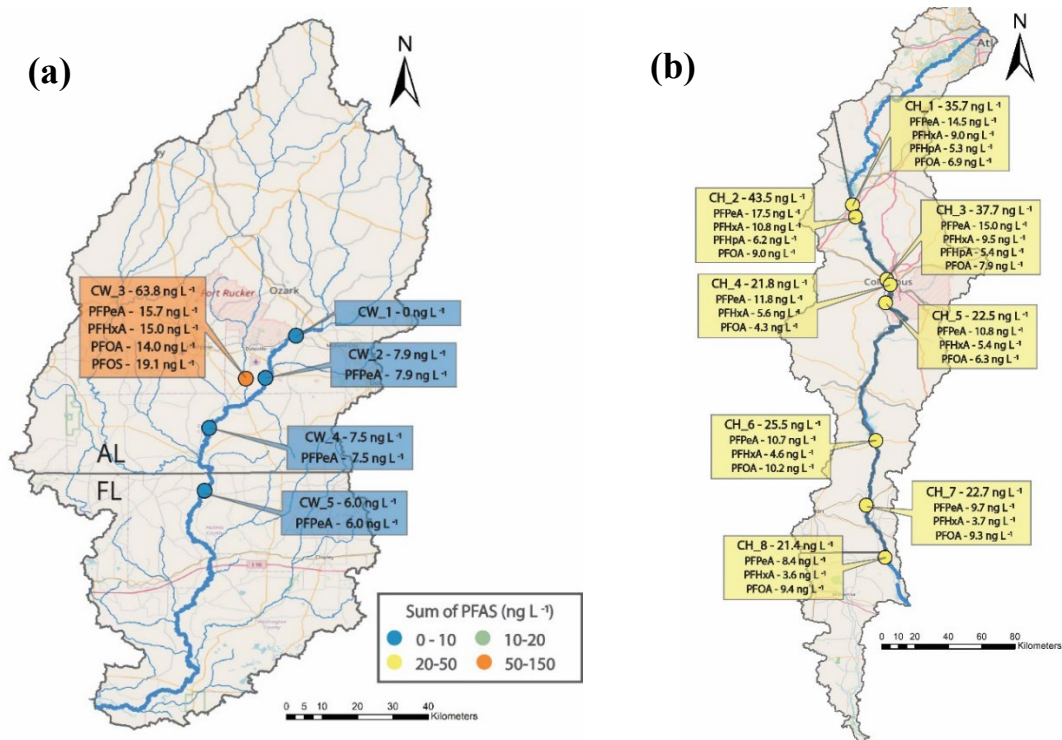 (a)
N
Ozark
Fort Rucker
CW_3 – 63.8 ng L⁻¹
PFPeA – 15.7 ng L⁻¹
PFHxA – 15.0 ng L⁻¹
PFOA – 14.0 ng L⁻¹
PFOS – 19.1 ng L⁻¹
CW_1 – 0 ng L⁻¹
CW_2 – 7.9 ng L⁻¹
PFPeA – 7.9 ng L⁻¹
CW_4 – 7.5 ng L⁻¹
PFPeA – 7.5 ng L⁻¹
AL
FL
CW_5 – 6.0 ng L⁻¹
PFPeA – 6.0 ng L⁻¹
Sum of PFAS (ng L⁻¹)
0 - 10
10-20
20-50
50-150
0 5 10 20 30 40
Kilometers
(b)
N
Atl
CH_1 – 35.7 ng L⁻¹
PFPeA – 14.5 ng L⁻¹
PFHxA – 9.0 ng L⁻¹
PFHpA – 5.3 ng L⁻¹
PFOA – 6.9 ng L⁻¹
CH_2 – 43.5 ng L⁻¹
PFPeA – 17.5 ng L⁻¹
PFHxA – 10.8 ng L⁻¹
PFHpA – 6.2 ng L⁻¹
PFOA – 9.0 ng L⁻¹
CH_3 – 37.7 ng L⁻¹
PFPeA – 15.0 ng L⁻¹
PFHxA – 9.5 ng L⁻¹
PFHpA – 5.4 ng L⁻¹
PFOA – 7.9 ng L⁻¹
CH_4 – 21.8 ng L⁻¹
PFPeA – 11.8 ng L⁻¹
PFHxA – 5.6 ng L⁻¹
PFOA – 4.3 ng L⁻¹
CH_5 – 22.5 ng L⁻¹
PFPeA – 10.8 ng L⁻¹
PFHxA – 5.4 ng L⁻¹
PFOA – 6.3 ng L⁻¹
CH_6 – 25.5 ng L⁻¹
PFPeA – 10.7 ng L⁻¹
PFHxA – 4.6 ng L⁻¹
PFOA – 10.2 ng L⁻¹
CH_7 – 22.7 ng L⁻¹
PFPeA – 9.7 ng L⁻¹
PFHxA – 3.7 ng L⁻¹
PFOA – 9.3 ng L⁻¹
CH_8 – 21.4 ng L⁻¹
PFPeA – 8.4 ng L⁻¹
PFHxA – 3.6 ng L⁻¹
PFOA – 9.4 ng L⁻¹
0 10 20 40 60 80
Kilometers